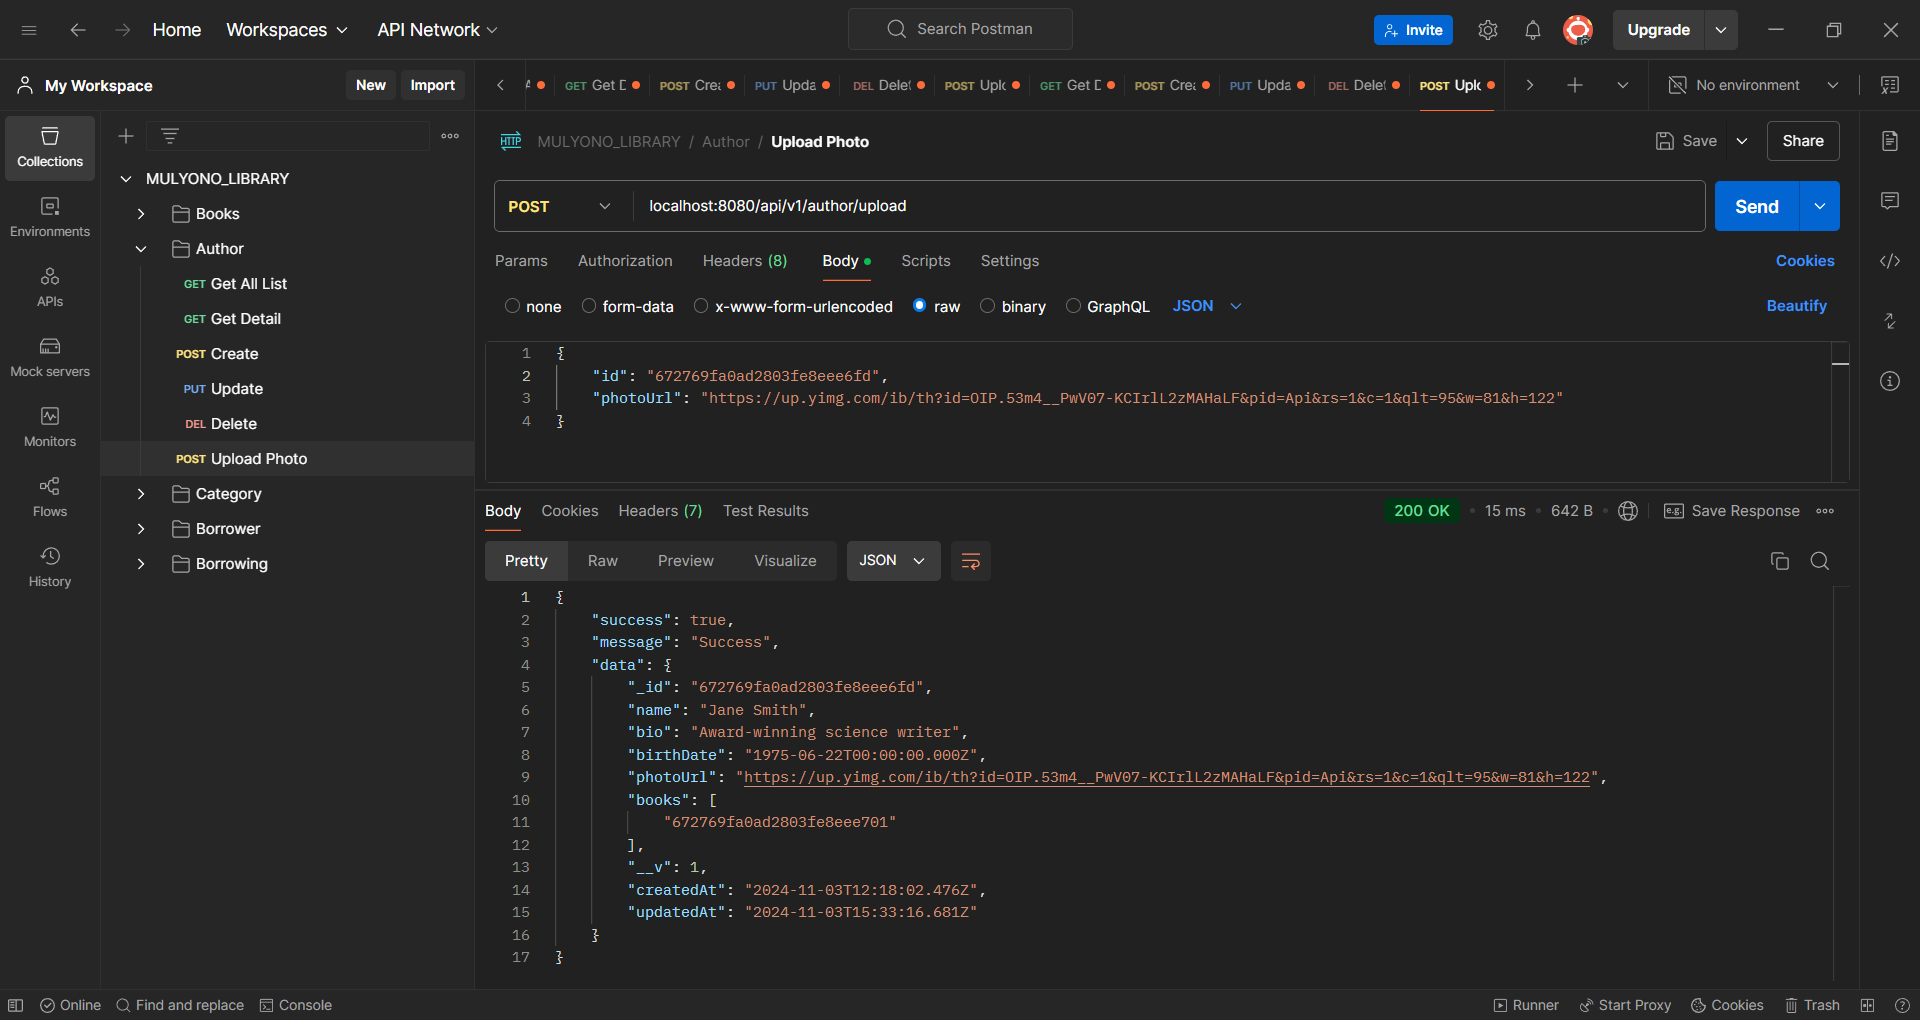 Home Workspaces API Network Search Postman Invite Upgrade
My Workspace New Import GET Get POST Crea PUT Upda DEL Delet POST Uplo GET Get POST Crea PUT Upda DEL Delet POST Uplo No environment
Collections
Environments
APIs
Mock servers
Monitors
Flows
History
MULYONO_LIBRARY
Books
Author
GET Get All List
GET Get Detail
POST Create
PUT Update
DEL Delete
POST Upload Photo
Category
Borrower
Borrowing
HTTP MULYONO_LIBRARY / Author / Upload Photo Save Share
POST localhost:8080/api/v1/author/upload Send
Params Authorization Headers (8) Body Scripts Settings Cookies
none form-data x-www-form-urlencoded raw binary GraphQL JSON Beautify
1 {
2 "id": "672769fa0ad2803fe8eee6fd",
3 "photoUrl": "https://up.yimg.com/ib/th?id=OIP.53m4__PwV07-KCIrlL2zMAHaLF&pid=Api&rs=1&c=1&qlt=95&w=81&h=122"
4 }
Body Cookies Headers (7) Test Results 200 OK 15 ms 642 B e.g. Save Response
Pretty Raw Preview Visualize JSON
1 {
2 "success": true,
3 "message": "Success",
4 "data": {
5 "_id": "672769fa0ad2803fe8eee6fd",
6 "name": "Jane Smith",
7 "bio": "Award-winning science writer",
8 "birthDate": "1975-06-22T00:00:00.000Z",
9 "photoUrl": "https://up.yimg.com/ib/th?id=OIP.53m4__PwV07-KCIrlL2zMAHaLF&pid=Api&rs=1&c=1&qlt=95&w=81&h=122",
10 "books": [
11 "672769fa0ad2803fe8eee701"
12 ],
13 "__v": 1,
14 "createdAt": "2024-11-03T12:18:02.476Z",
15 "updatedAt": "2024-11-03T15:33:16.681Z"
16 }
17 }
Online Find and replace Console Runner Start Proxy Cookies Trash